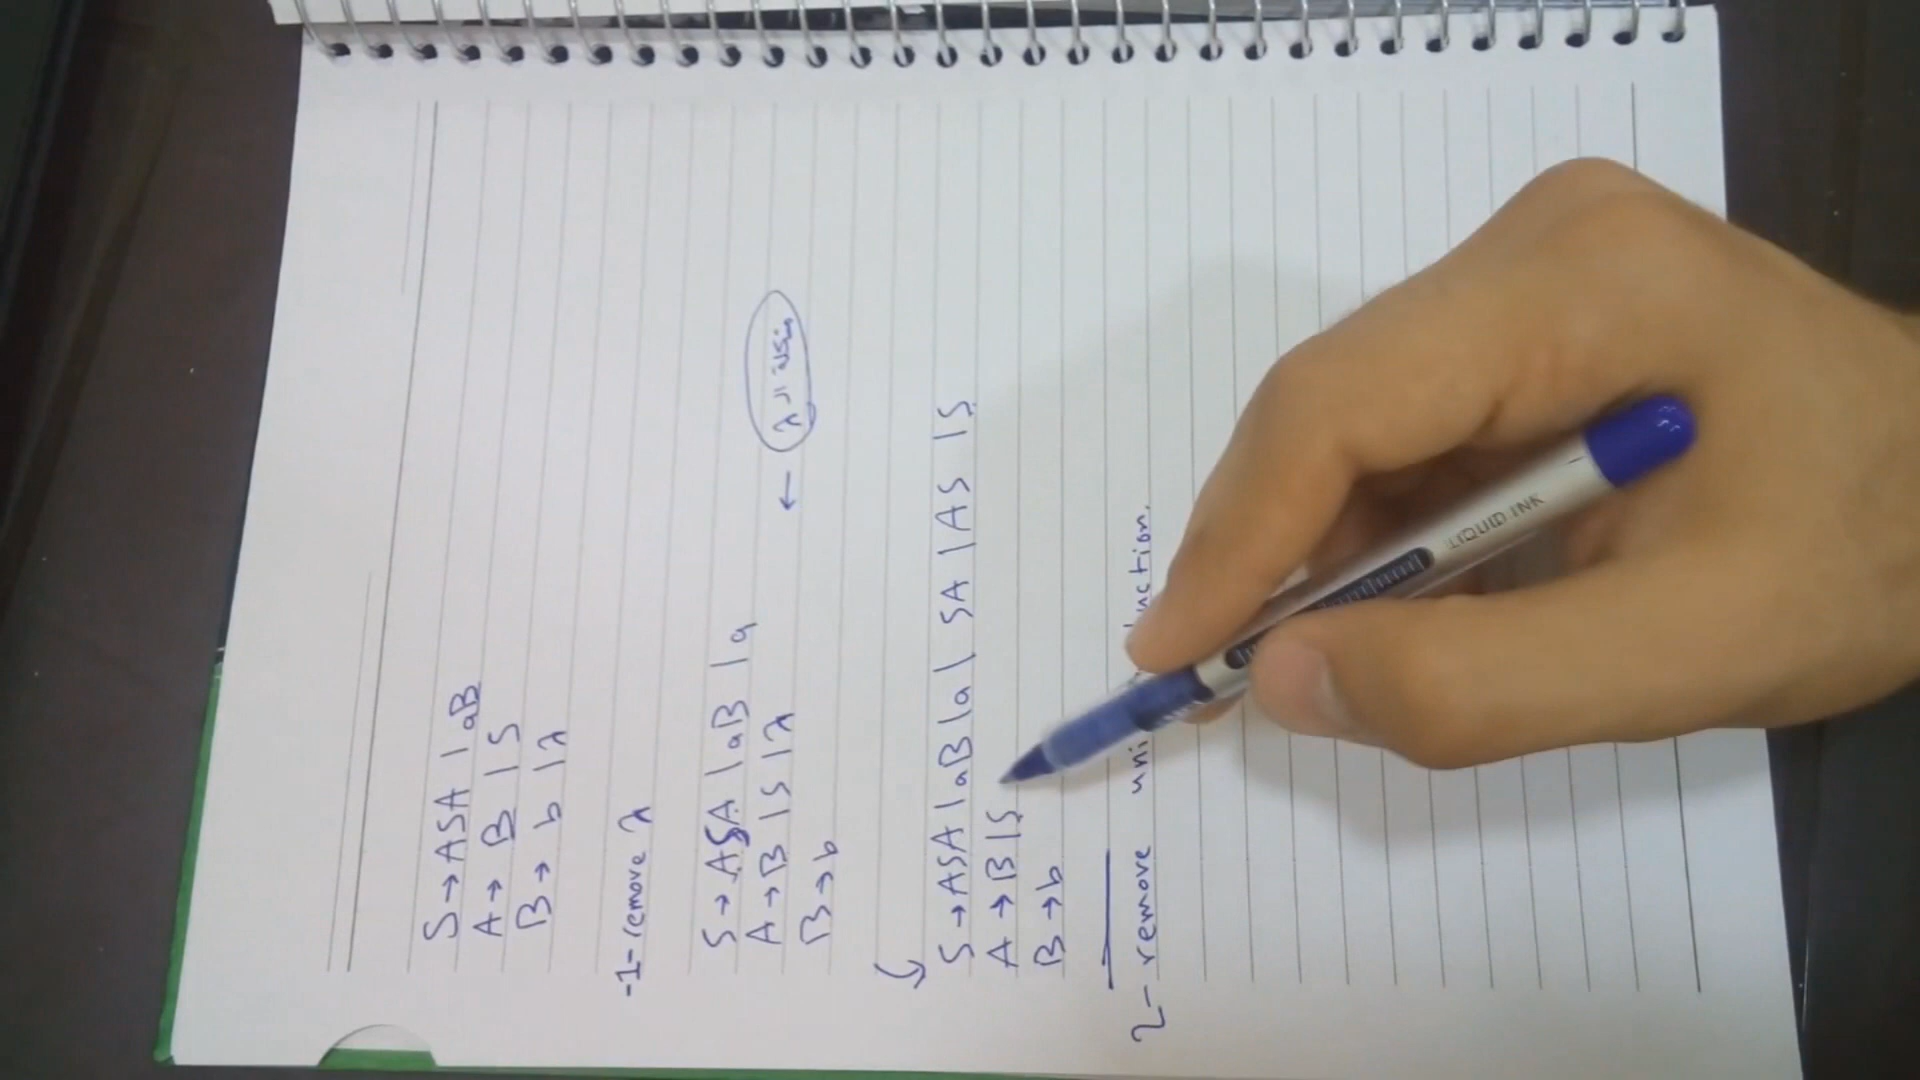 S → ASA | aB
A → B | S
B → b | λ
-1- remove λ
S → ASA | aB | a
A → B | S | λ
B → b
←
S → ASA | aB | a | SA | AS | S
A → B | S
B → b
2- remove
LIQUID INK